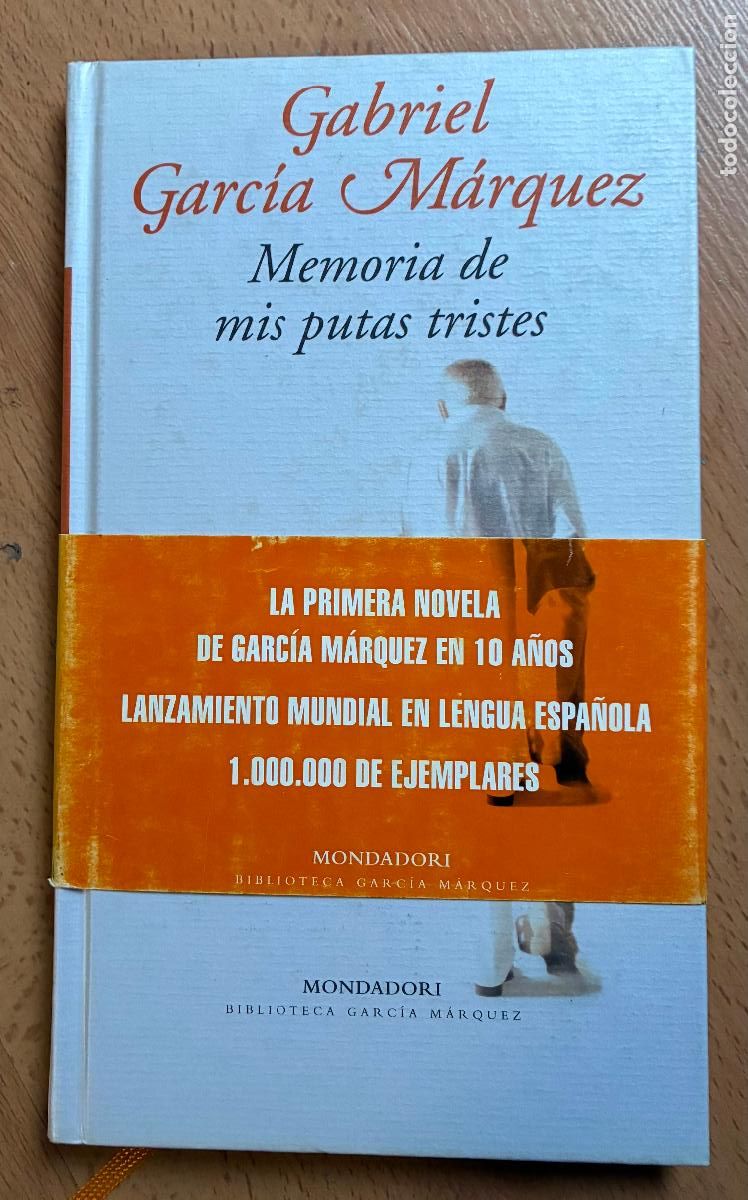 todocoleccion
Gabriel
García Márquez
Memoria de
mis putas tristes
LA PRIMERA NOVELA
DE GARCÍA MÁRQUEZ EN 10 AÑOS
LANZAMIENTO MUNDIAL EN LENGUA ESPAÑOLA
1.000.000 DE EJEMPLARES
MONDADORI
BIBLIOTECA GARCÍA MÁRQUEZ
MONDADORI
BIBLIOTECA GARCÍA MÁRQUEZ